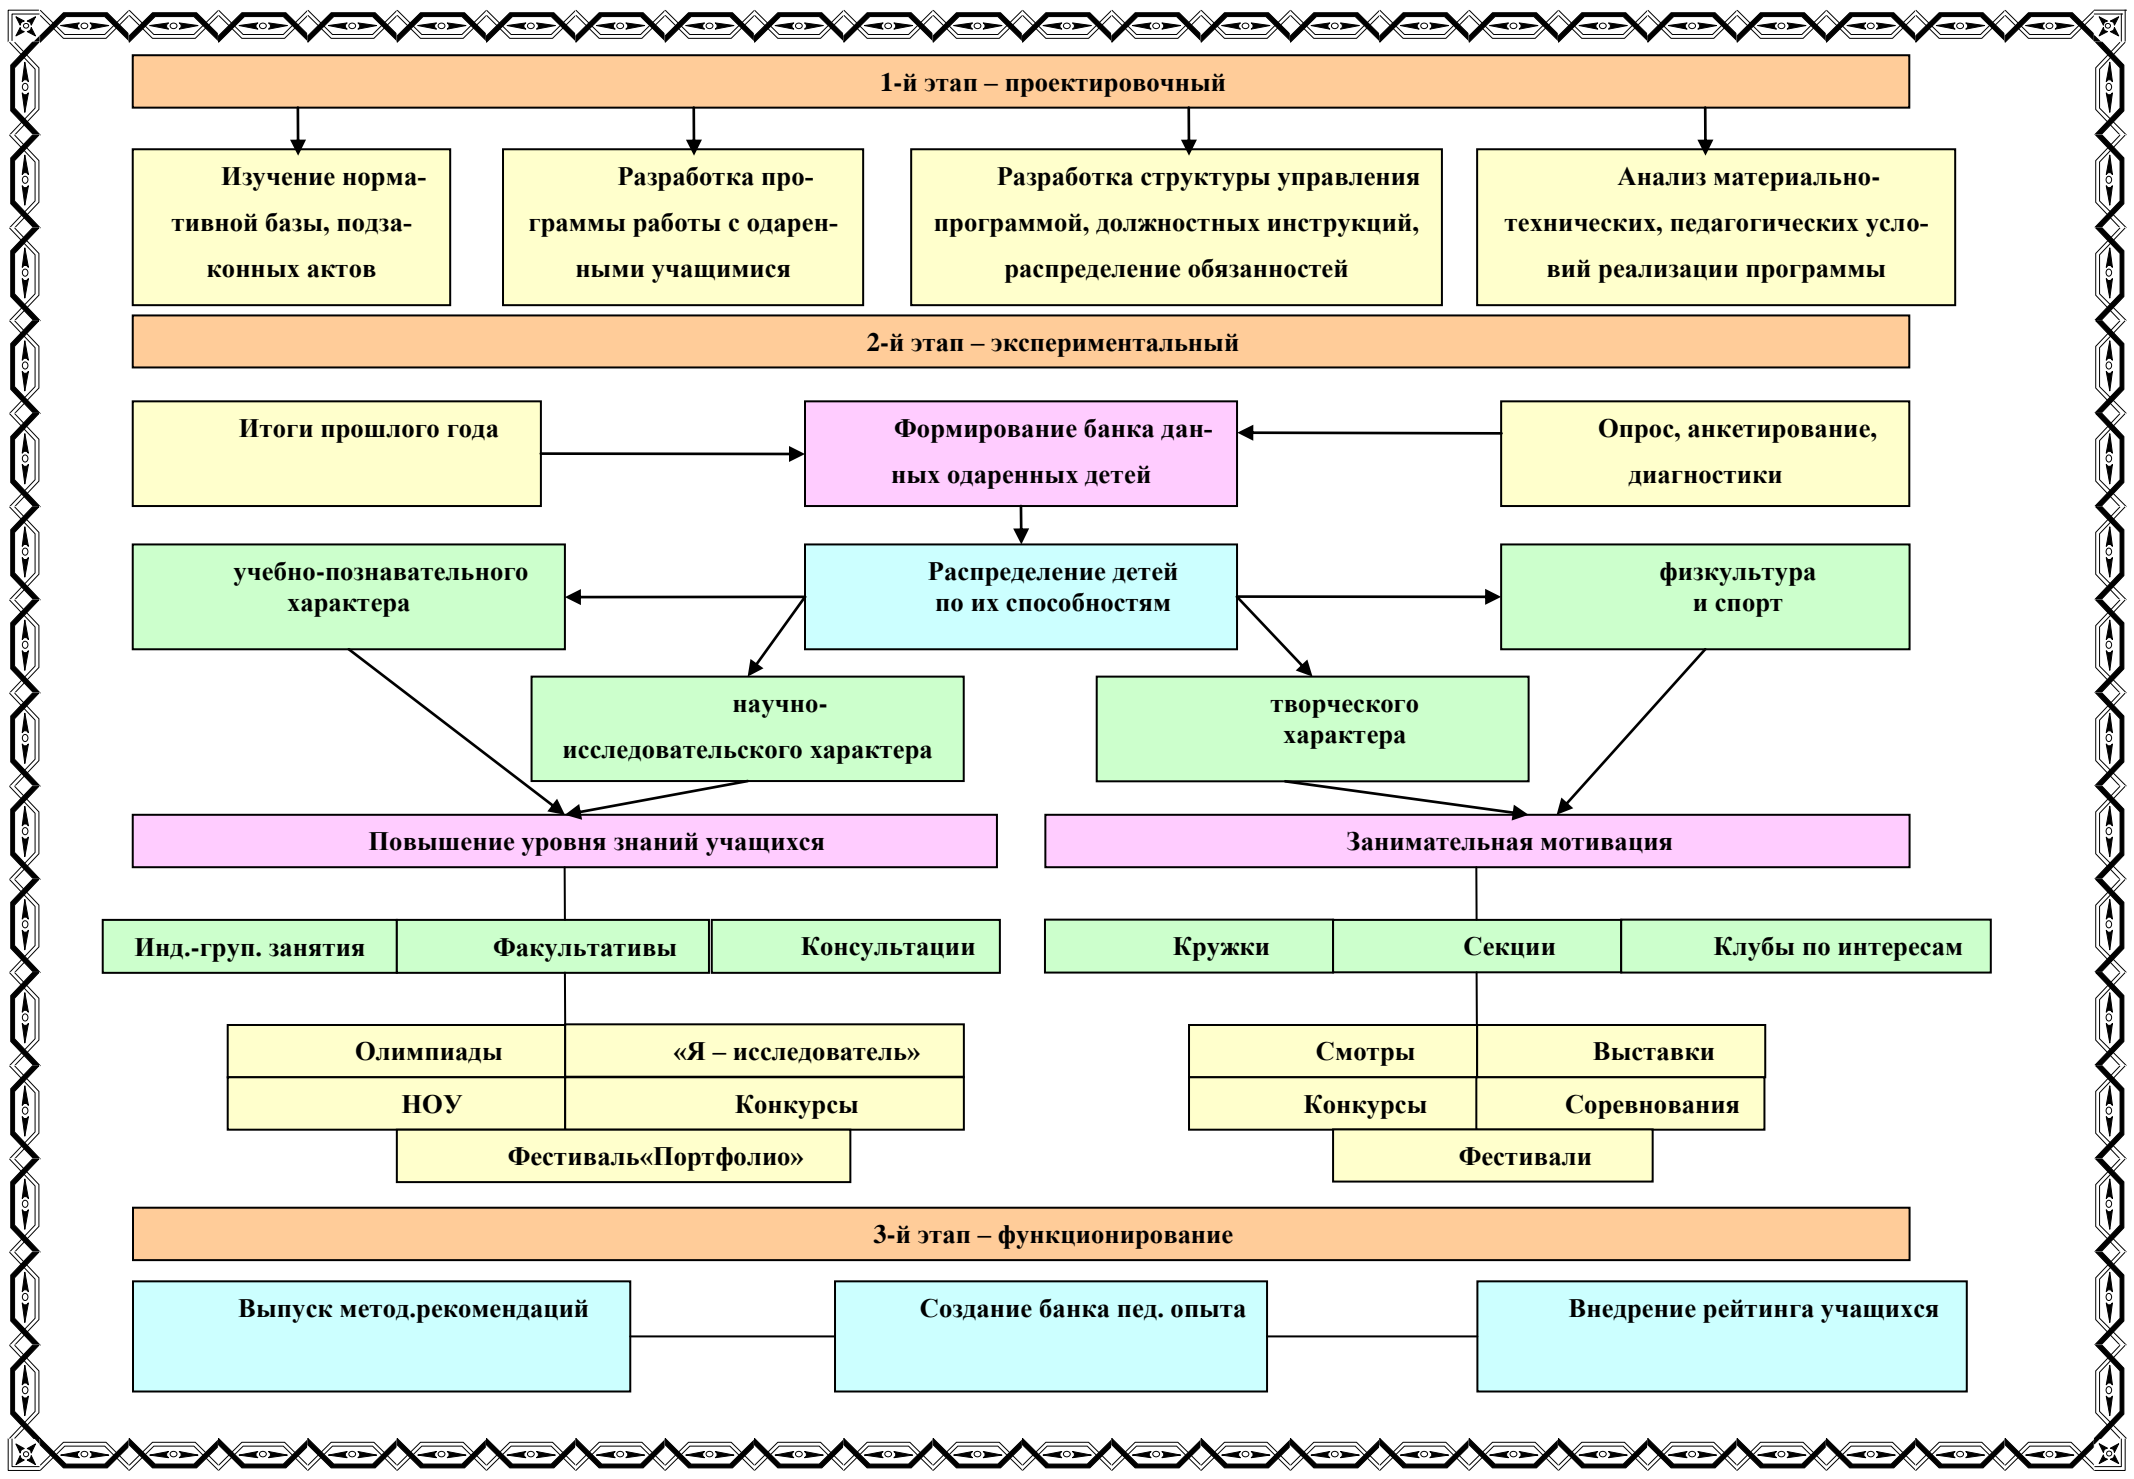 1-й этап – проектировочный
Изучение норма-
тивной базы, подза-
конных актов
Разработка про-
граммы работы с одарен-
ными учащимися
Разработка структуры управления
программой, должностных инструкций,
распределение обязанностей
Анализ материально-
технических, педагогических усло-
вий реализации программы
2-й этап – экспериментальный
Итоги прошлого года
Формирование банка дан-
ных одаренных детей
Опрос, анкетирование,
диагностики
учебно-познавательного
характера
Распределение детей
по их способностям
физкультура
и спорт
научно-
исследовательского характера
творческого
характера
Повышение уровня знаний учащихся
Занимательная мотивация
Инд.-груп. занятия
Факультативы
Консультации
Кружки
Секции
Клубы по интересам
Олимпиады
«Я – исследователь»
НОУ
Конкурсы
Фестиваль«Портфолио»
Смотры
Выставки
Конкурсы
Соревнования
Фестивали
3-й этап – функционирование
Выпуск метод.рекомендаций
Создание банка пед. опыта
Внедрение рейтинга учащихся